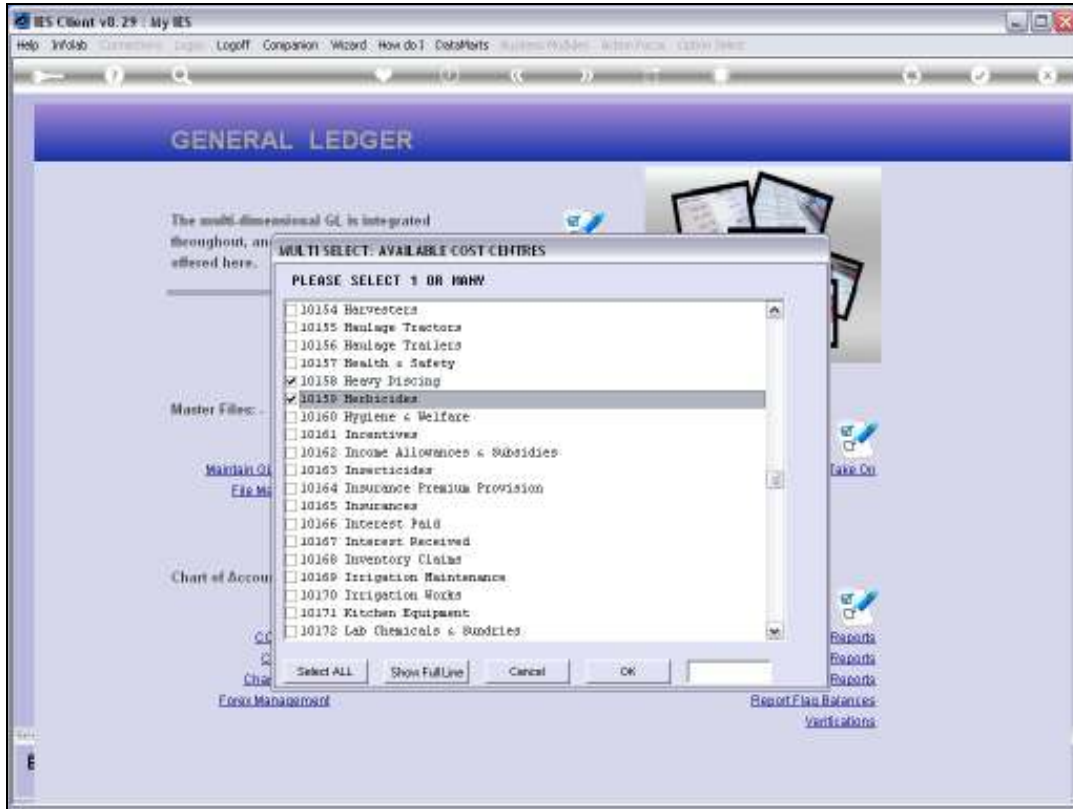 IES Client v8.29 : My IES
Help Infolab Logoff Companion Wizard How do I DataMarts
GENERAL LEDGER
The multi-dimensional GL is integrated
throughout, an
offered here.
MULTI SELECT: AVAILABLE COST CENTRES
PLEASE SELECT 1 OR MANY
10154 Harvesters
10155 Haulage Tractors
10156 Haulage Trailers
10157 Health & Safety
10158 Heavy Discing
10159 Herbicides
10160 Hygiene & Welfare
10161 Incentives
10162 Income Allowances & Subsidies
10163 Insecticides
10164 Insurance Premium Provision
10165 Insurances
10166 Interest Paid
10167 Interest Received
10168 Inventory Claims
10169 Irrigation Maintenance
10170 Irrigation Works
10171 Kitchen Equipment
10172 Lab Chemicals & Sundries
Select ALL Show Full Line Cancel OK
Master Files: .
Maintain Take On
File Ma
Chart of Accou
Reports
Reports
Cha Reports
Forex Management Report Flag Balances
Verifications